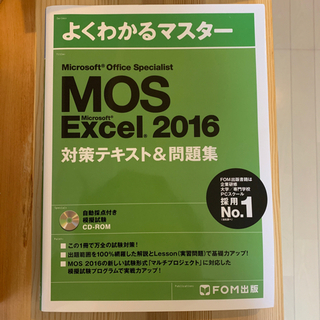 よくわかるマスター
Microsoft® Office Specialist
MOS
Microsoft®
Excel® 2016
対策テキスト&問題集
FOM出版書籍は
企業研修
大学・専門学校
PCスクール
採用
No.1
自動採点付き
模擬試験
CD-ROM
この1冊で万全の試験対策!
出題範囲を100%網羅した解説とLesson(実習問題)で基礎力アップ!
MOS 2016の新しい試験形式「マルチプロジェクト」に対応した
模擬試験プログラムで実戦力アップ!
FOM出版